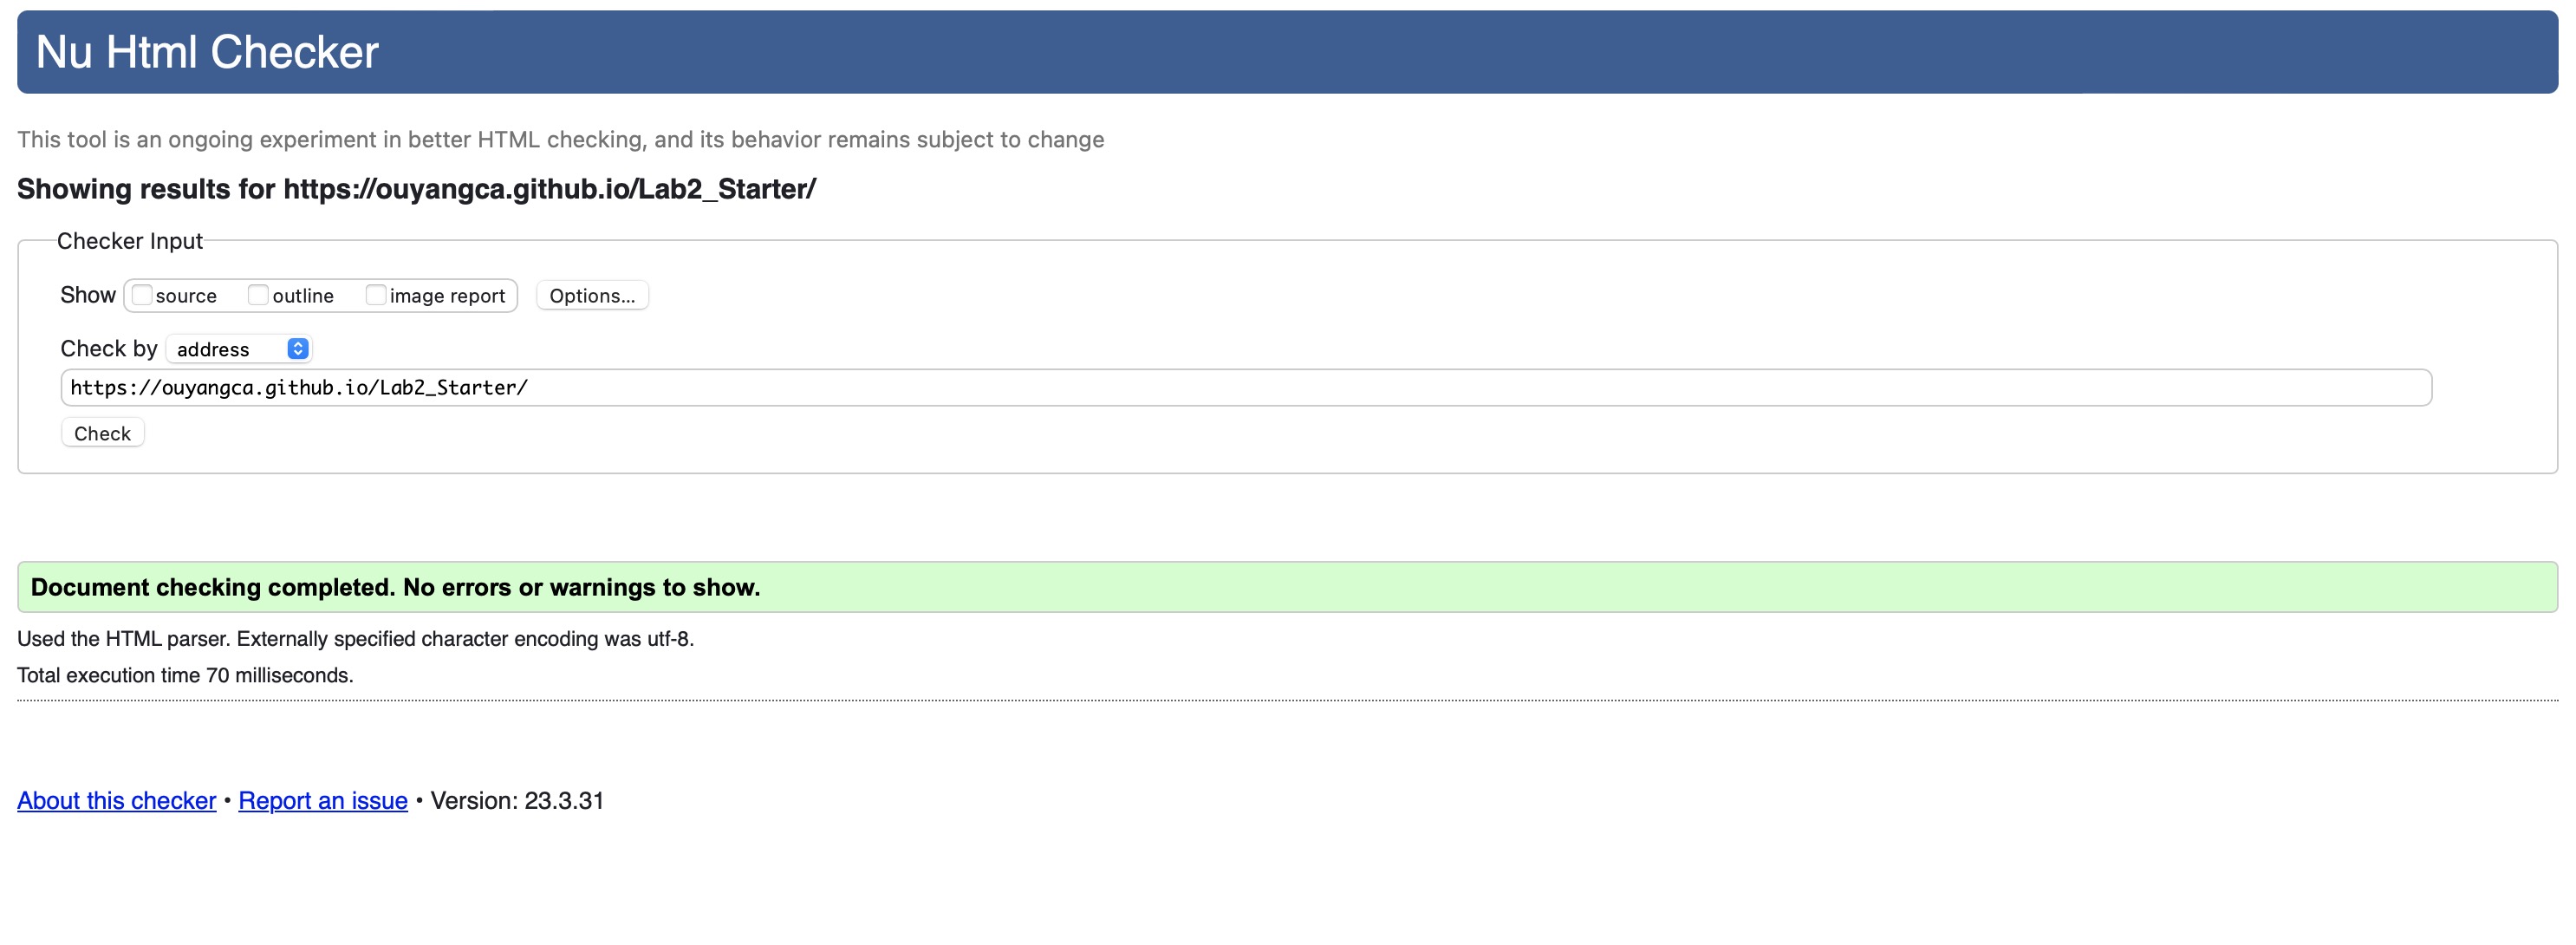 Nu Html Checker
This tool is an ongoing experiment in better HTML checking, and its behavior remains subject to change
Showing results for https://ouyangca.github.io/Lab2_Starter/
Checker Input
Show source outline image report Options...
Check by address
https://ouyangca.github.io/Lab2_Starter/
Check
Document checking completed. No errors or warnings to show.
Used the HTML parser. Externally specified character encoding was utf-8.
Total execution time 70 milliseconds.
About this checker • Report an issue • Version: 23.3.31